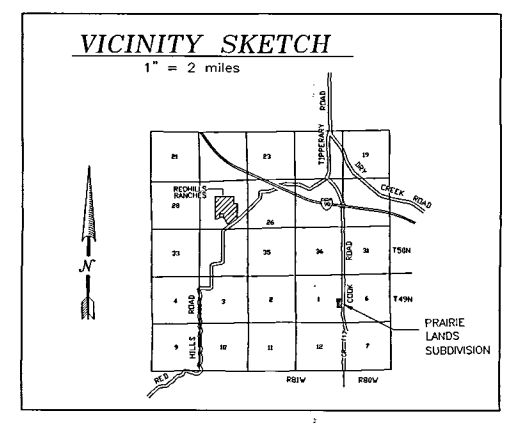 VICINITY SKETCH
1" = 2 miles
TIPPERARY ROAD
21
23
19
DRY CREEK ROAD
REDHILLS
RANCHES
28
26
90
33
35
36
ROAD
31
T50N
N
4
3
2
1
COOK
6
T49N
ROAD
PRAIRIE
LANDS
SUBDIVISION
9
HILLS
10
11
12
7
RED
R81W
R80W